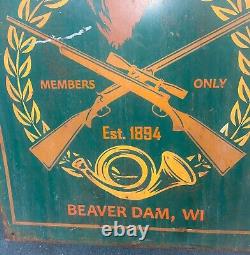 MEMBERS ONLY
Est. 1894
BEAVER DAM, WI